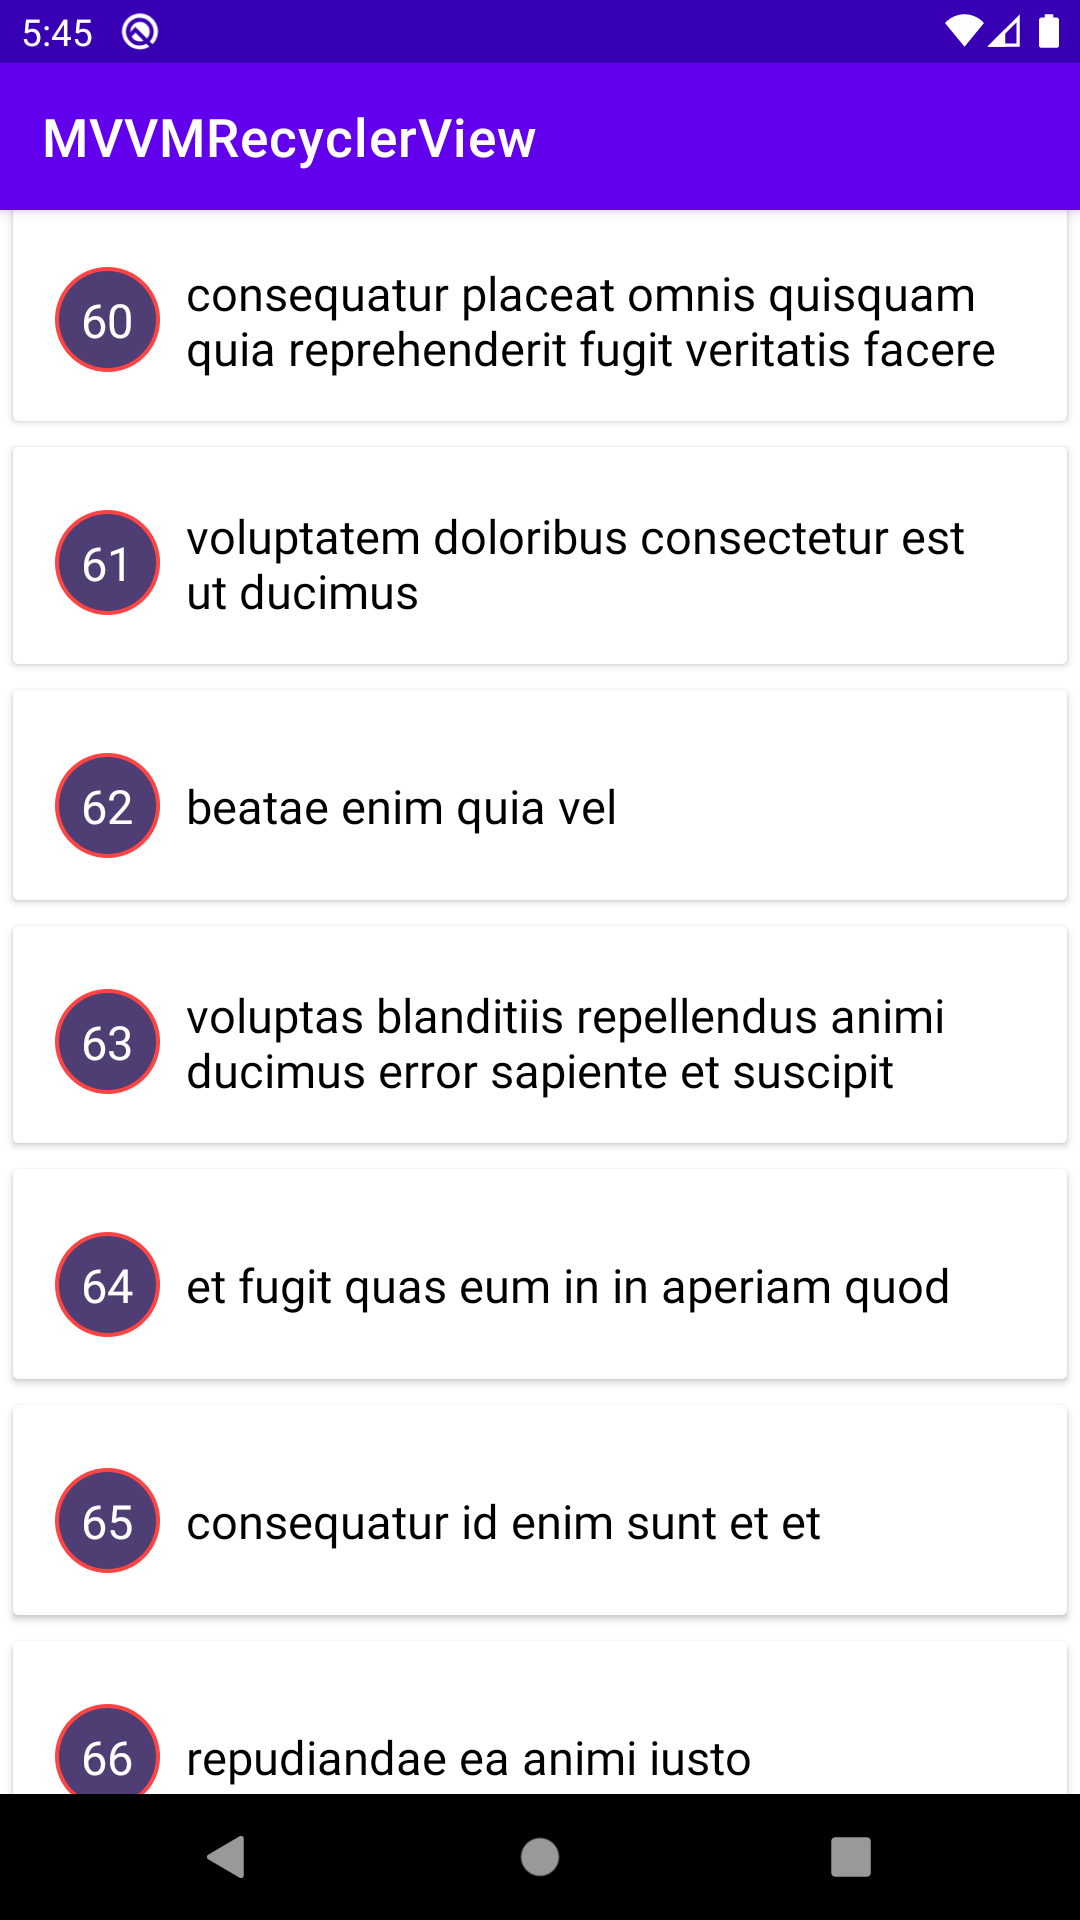 5:45
MVVMRecyclerView
60
consequatur placeat omnis quisquam
quia reprehenderit fugit veritatis facere
61
voluptatem doloribus consectetur est
ut ducimus
62
beatae enim quia vel
63
voluptas blanditiis repellendus animi
ducimus error sapiente et suscipit
64
et fugit quas eum in in aperiam quod
65
consequatur id enim sunt et et
66
repudiandae ea animi iusto